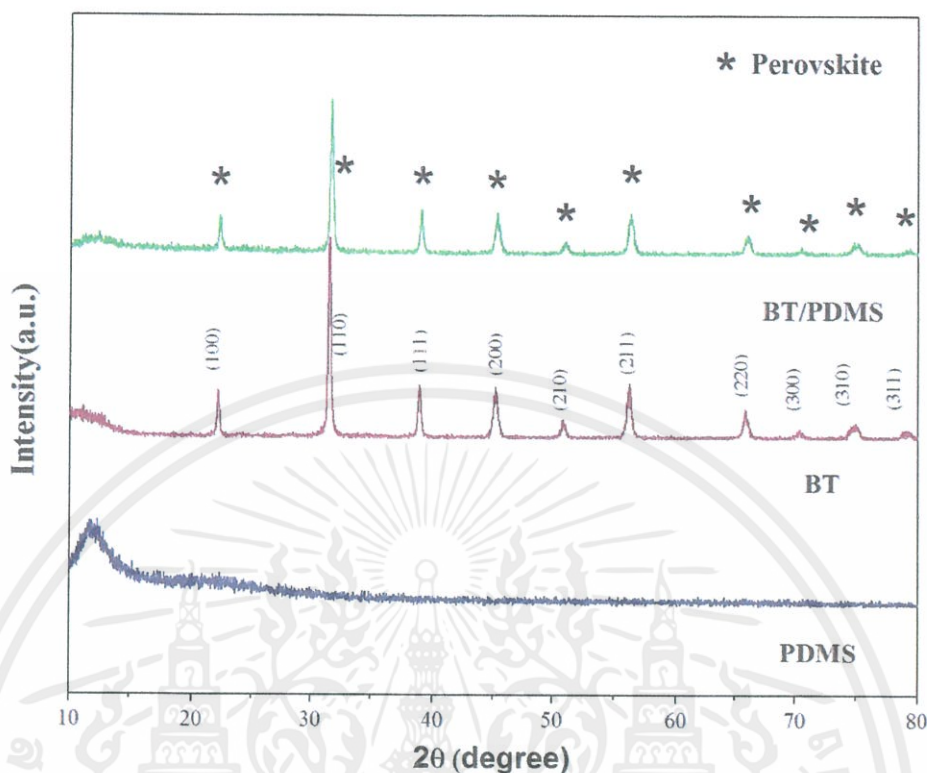 * Perovskite
* * * * * * * * * *
BT/PDMS
(100)
(110)
(111)
(200)
(210)
(211)
(220)
(300)
(310)
(311)
BT
PDMS
Intensity(a.u.)
10 20 30 40 50 60 70 80
2θ (degree)